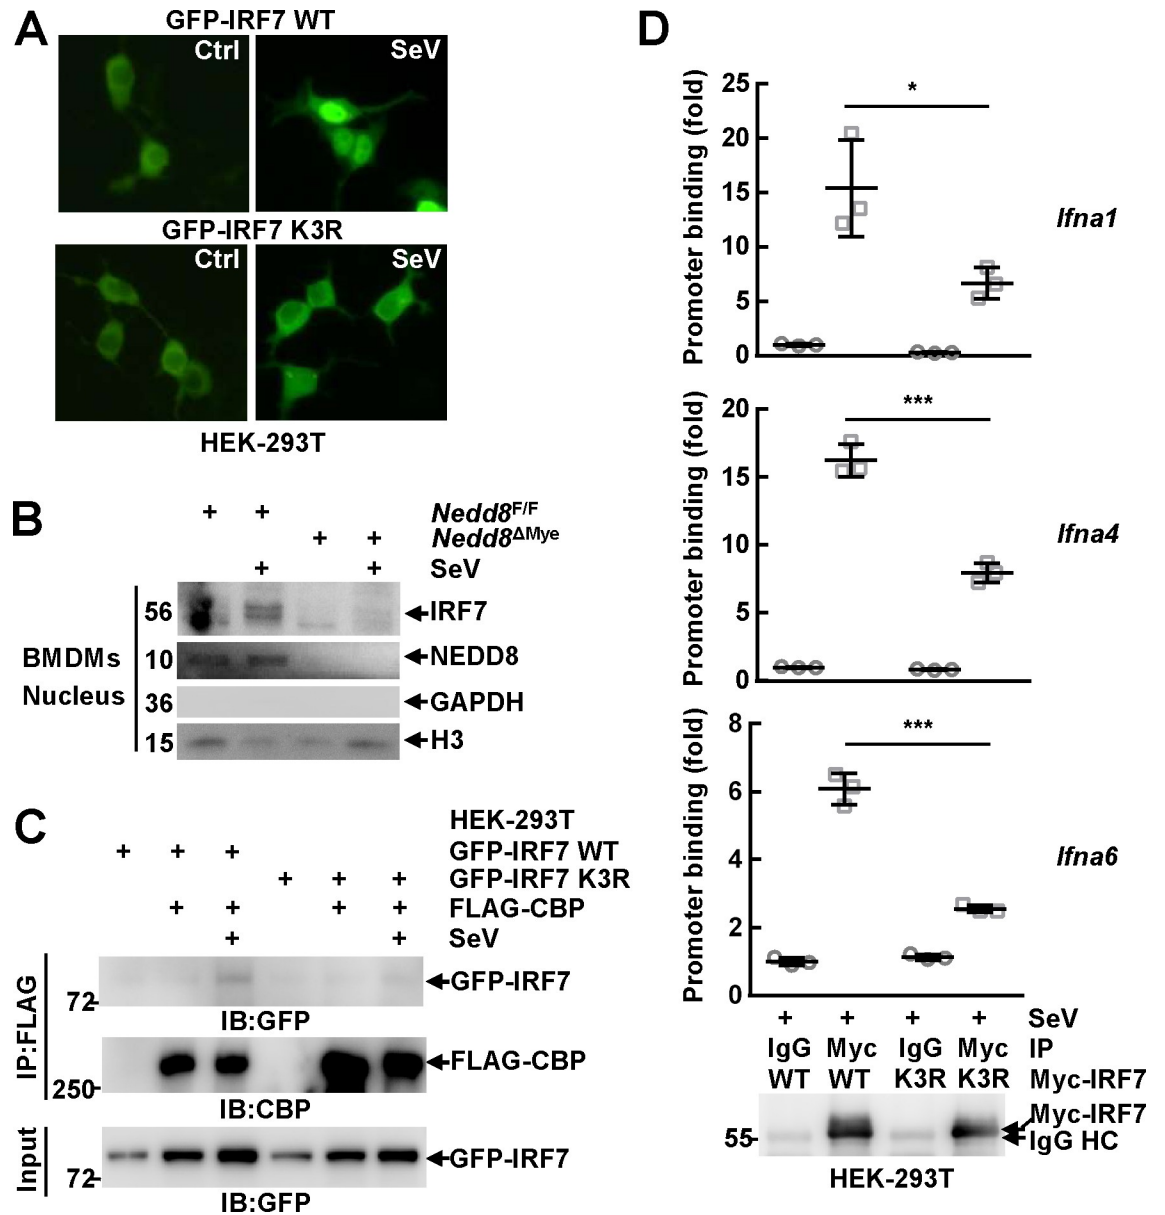 A
GFP-IRF7 WT
Ctrl
SeV
GFP-IRF7 K3R
Ctrl
SeV
HEK-293T
B
+ + Nedd8F/F
+ + Nedd8ΔMye
+ + SeV
BMDMs
Nucleus
56
IRF7
10
NEDD8
36
GAPDH
15
H3
C
HEK-293T
+ + + GFP-IRF7 WT
+ + + GFP-IRF7 K3R
+ + + + FLAG-CBP
+ + SeV
IP:FLAG
GFP-IRF7
72
IB:GFP
FLAG-CBP
250
IB:CBP
Input
GFP-IRF7
72
IB:GFP
D
Promoter binding (fold)
25
20
15
10
5
0
*
Ifna1
Promoter binding (fold)
20
15
10
5
0
***
Ifna4
Promoter binding (fold)
8
6
4
2
0
***
Ifna6
+ + + + SeV
IgG Myc IgG Myc IP
WT WT K3R K3R Myc-IRF7
Myc-IRF7
55
IgG HC
HEK-293T